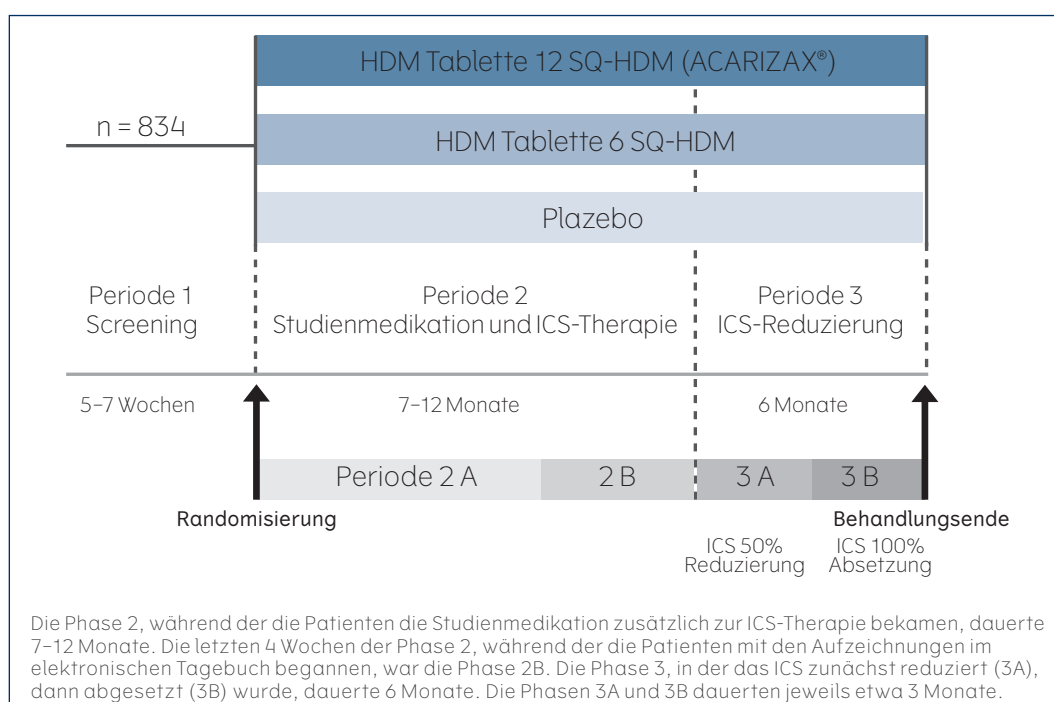 HDM Tablette 12 SQ-HDM (ACARIZAX®)
n = 834
HDM Tablette 6 SQ-HDM
Plazebo
Periode 1
Screening
Periode 2
Studienmedikation und ICS-Therapie
Periode 3
ICS-Reduzierung
5–7 Wochen
7–12 Monate
6 Monate
Periode 2 A
2 B
3 A
3 B
Randomisierung
Behandlungsende
ICS 50%
Reduzierung
ICS 100%
Absetzung
Die Phase 2, während der die Patienten die Studienmedikation zusätzlich zur ICS-Therapie bekamen, dauerte
7–12 Monate. Die letzten 4 Wochen der Phase 2, während der die Patienten mit den Aufzeichnungen im
elektronischen Tagebuch begannen, war die Phase 2B. Die Phase 3, in der das ICS zunächst reduziert (3A),
dann abgesetzt (3B) wurde, dauerte 6 Monate. Die Phasen 3A und 3B dauerten jeweils etwa 3 Monate.